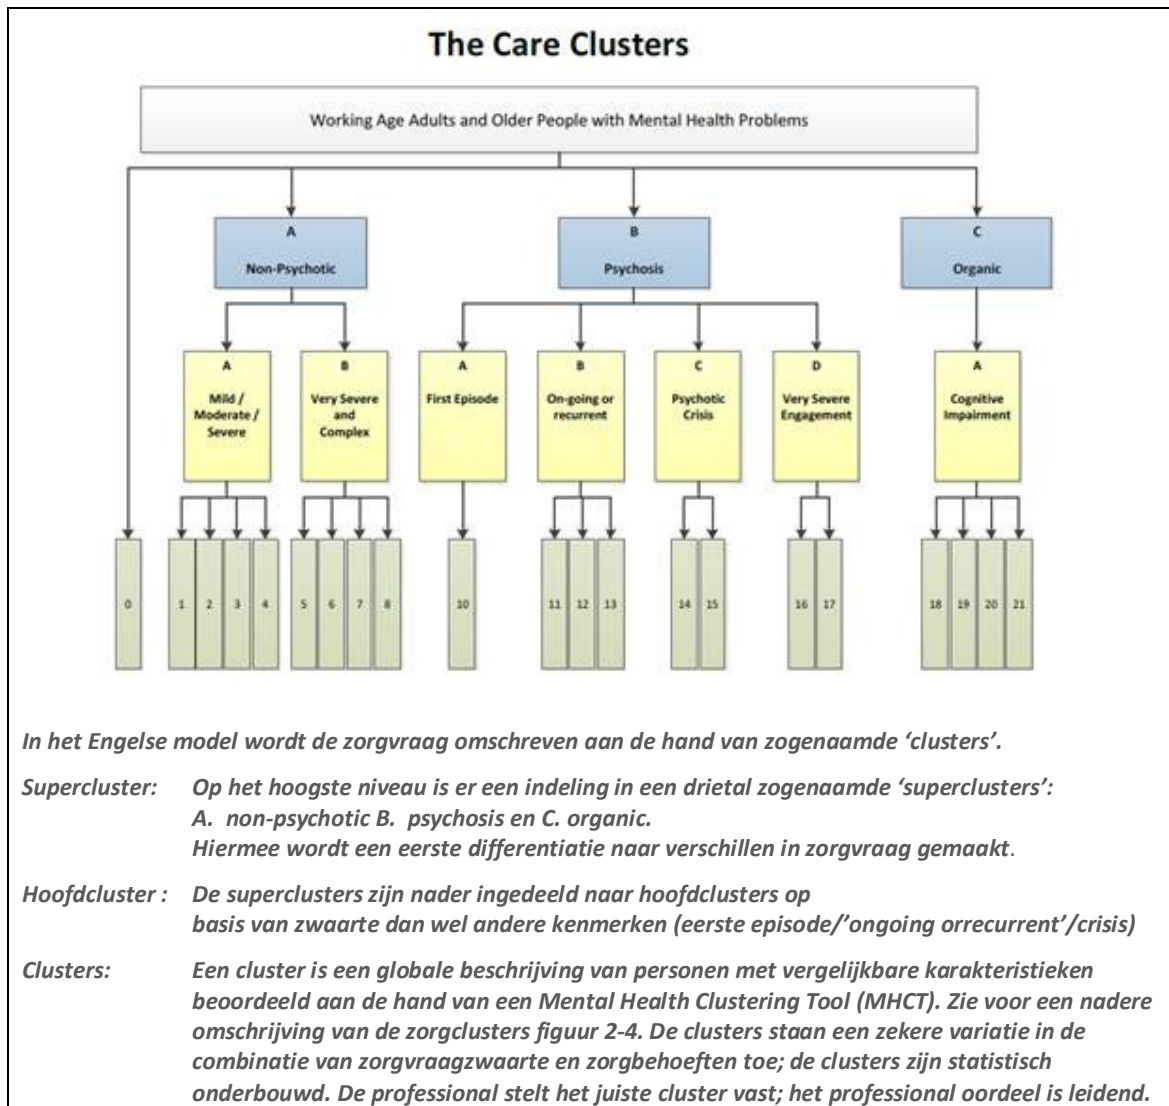 The Care Clusters
Working Age Adults and Older People with Mental Health Problems
A
Non-Psychotic
B
Psychosis
C
Organic
A
Mild /
Moderate /
Severe
B
Very Severe
and
Complex
A
First Episode
B
On-going or
recurrent
C
Psychotic
Crisis
D
Very Severe
Engagement
A
Cognitive
Impairment
0
1
2
3
4
5
6
7
8
10
11
12
13
14
15
16
17
18
19
20
21
In het Engelse model wordt de zorgvraag omschreven aan de hand van zogenaamde ‘clusters’.
Supercluster: Op het hoogste niveau is er een indeling in een drietal zogenaamde ‘superclusters’:
A. non-psychotic B. psychosis en C. organic.
Hiermee wordt een eerste differentiatie naar verschillen in zorgvraag gemaakt.
Hoofdcluster : De superclusters zijn nader ingedeeld naar hoofdclusters op
basis van zwaarte dan wel andere kenmerken (eerste episode/’ongoing orrecurrent’/crisis)
Clusters: Een cluster is een globale beschrijving van personen met vergelijkbare karakteristieken
beoordeeld aan de hand van een Mental Health Clustering Tool (MHCT). Zie voor een nadere
omschrijving van de zorgclusters figuur 2-4. De clusters staan een zekere variatie in de
combinatie van zorgvraagzwaarte en zorgbehoeften toe; de clusters zijn statistisch
onderbouwd. De professional stelt het juiste cluster vast; het professional oordeel is leidend.